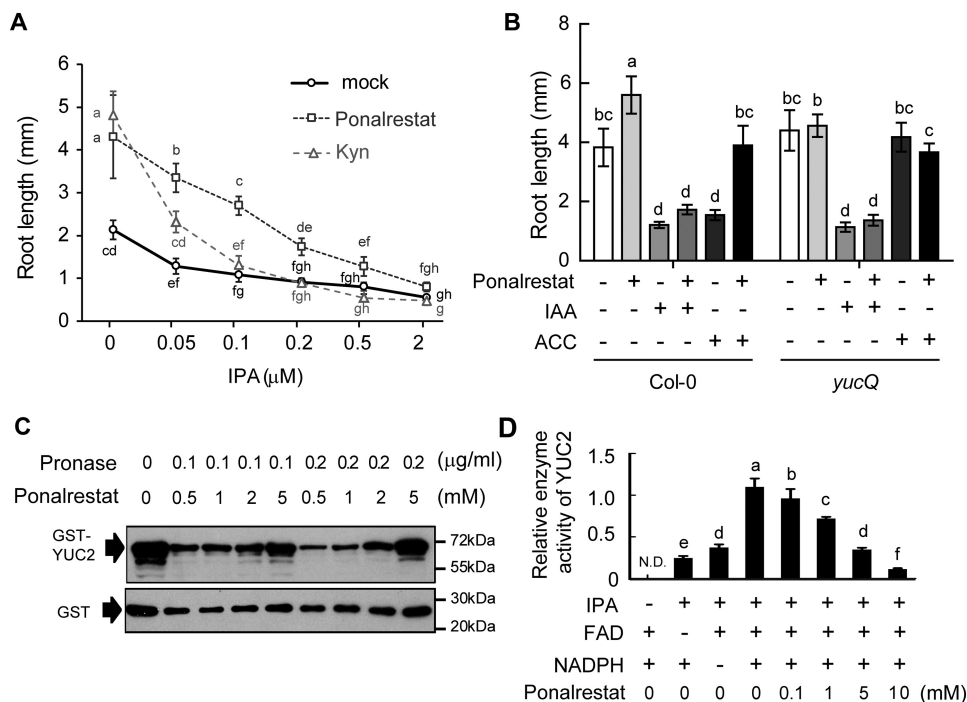 A
Root length (mm)
6
5
4
3
2
1
0
mock
Ponalrestat
Kyn
a
a
b
c
cd
cd
ef
ef
fg
de
fgh
fgh
ef
fgh
gh
fgh
gh
g
0 0.05 0.1 0.2 0.5 2
IPA (μM)
B
Root length (mm)
8
6
4
2
0
bc a d d d bc bc b d d bc c
Ponalrestat - + - + - + - + - + - +
IAA - - + + - - - - + + - -
ACC - - - - + + - - - - + +
Col-0 yucQ
C
Pronase 0 0.1 0.1 0.1 0.1 0.2 0.2 0.2 0.2 (μg/ml)
Ponalrestat 0 0.5 1 2 5 0.5 1 2 5 (mM)
GST-
YUC2
72kDa
55kDa
GST
30kDa
20kDa
D
Relative enzyme
activity of YUC2
1.5
1.0
0.5
0
N.D. e d a b c d f
IPA - + + + + + + +
FAD + - + + + + + +
NADPH + + - + + + + +
Ponalrestat 0 0 0 0 0.1 1 5 10 (mM)